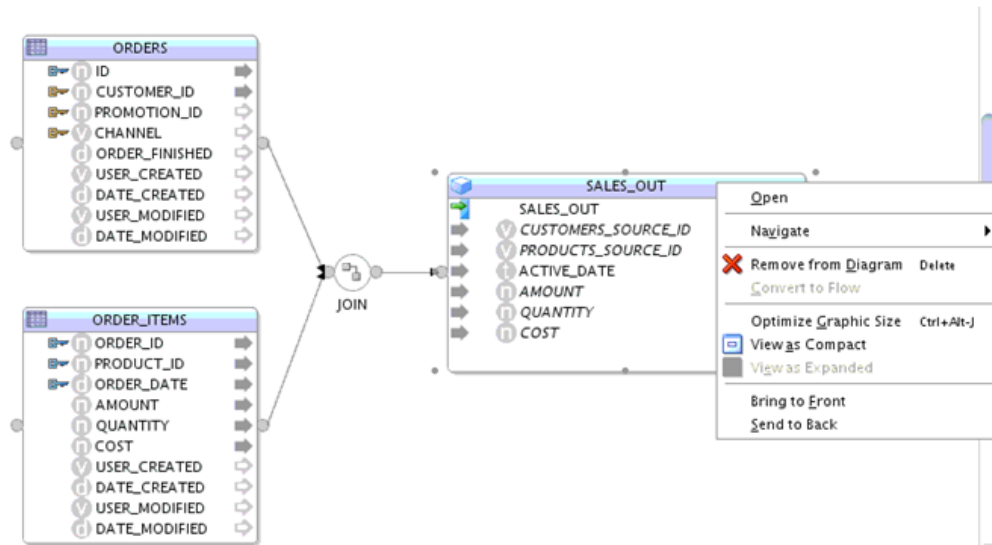 ORDERS
ID
CUSTOMER_ID
PROMOTION_ID
CHANNEL
ORDER_FINISHED
USER_CREATED
DATE_CREATED
USER_MODIFIED
DATE_MODIFIED
ORDER_ITEMS
ORDER_ID
PRODUCT_ID
ORDER_DATE
AMOUNT
QUANTITY
COST
USER_CREATED
DATE_CREATED
USER_MODIFIED
DATE_MODIFIED
JOIN
SALES_OUT
SALES_OUT
CUSTOMERS_SOURCE_ID
PRODUCTS_SOURCE_ID
ACTIVE_DATE
AMOUNT
QUANTITY
COST
Open
Navigate
Remove from Diagram Delete
Convert to Flow
Optimize Graphic Size Ctrl+Alt-J
View as Compact
View as Expanded
Bring to Front
Send to Back